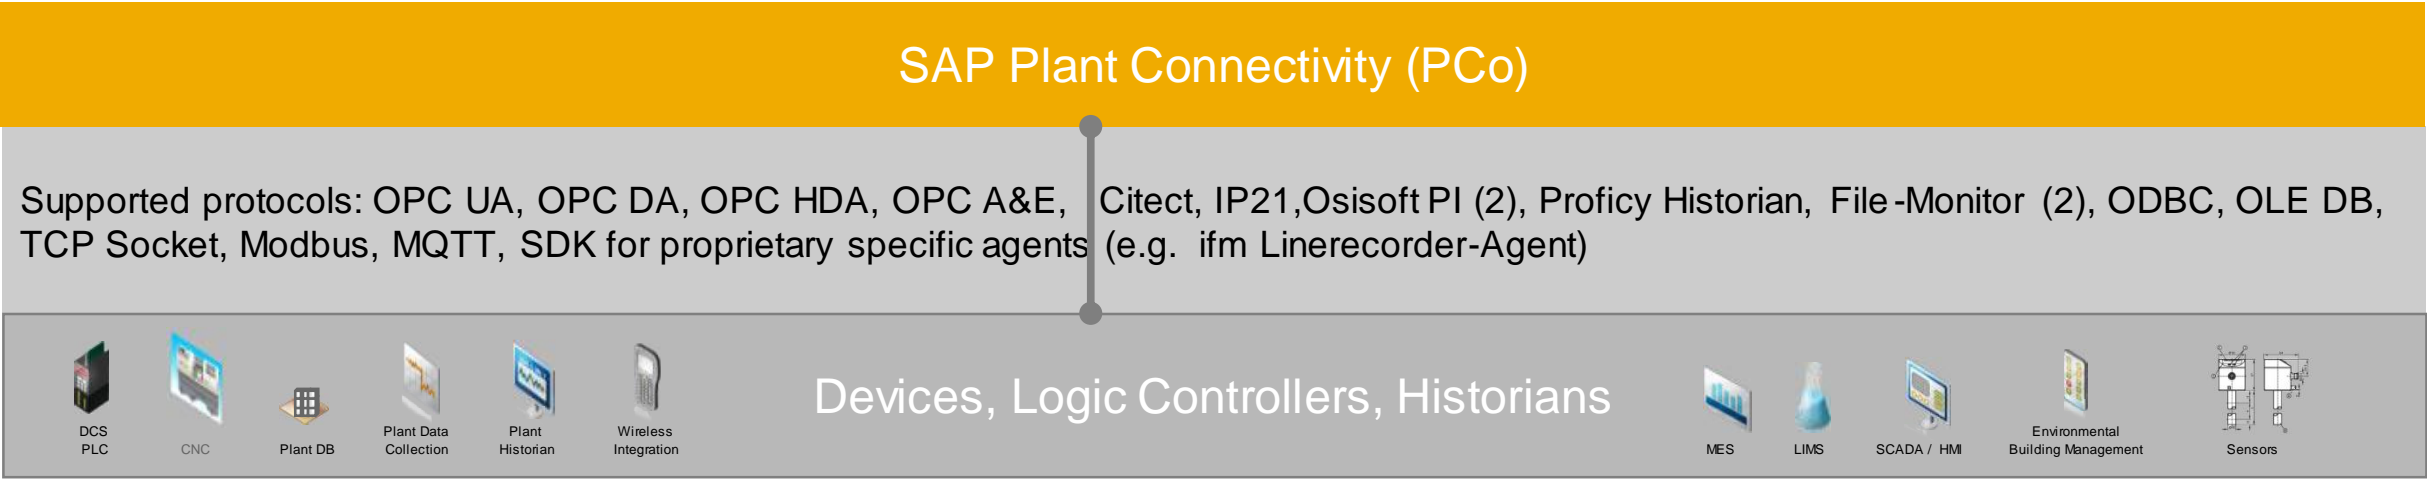 SAP Plant Connectivity (PCo)
Supported protocols: OPC UA, OPC DA, OPC HDA, OPC A&E, Citect, IP21,Osisoft PI (2), Proficy Historian, File-Monitor (2), ODBC, OLE DB,
TCP Socket, Modbus, MQTT, SDK for proprietary specific agents (e.g. ifm Linerecorder-Agent)
Devices, Logic Controllers, Historians
DCS
PLC
CNC
Plant DB
Plant Data
Collection
Plant
Historian
Wireless
Integration
MES
LIMS
SCADA / HMI
Environmental
Building Management
Sensors